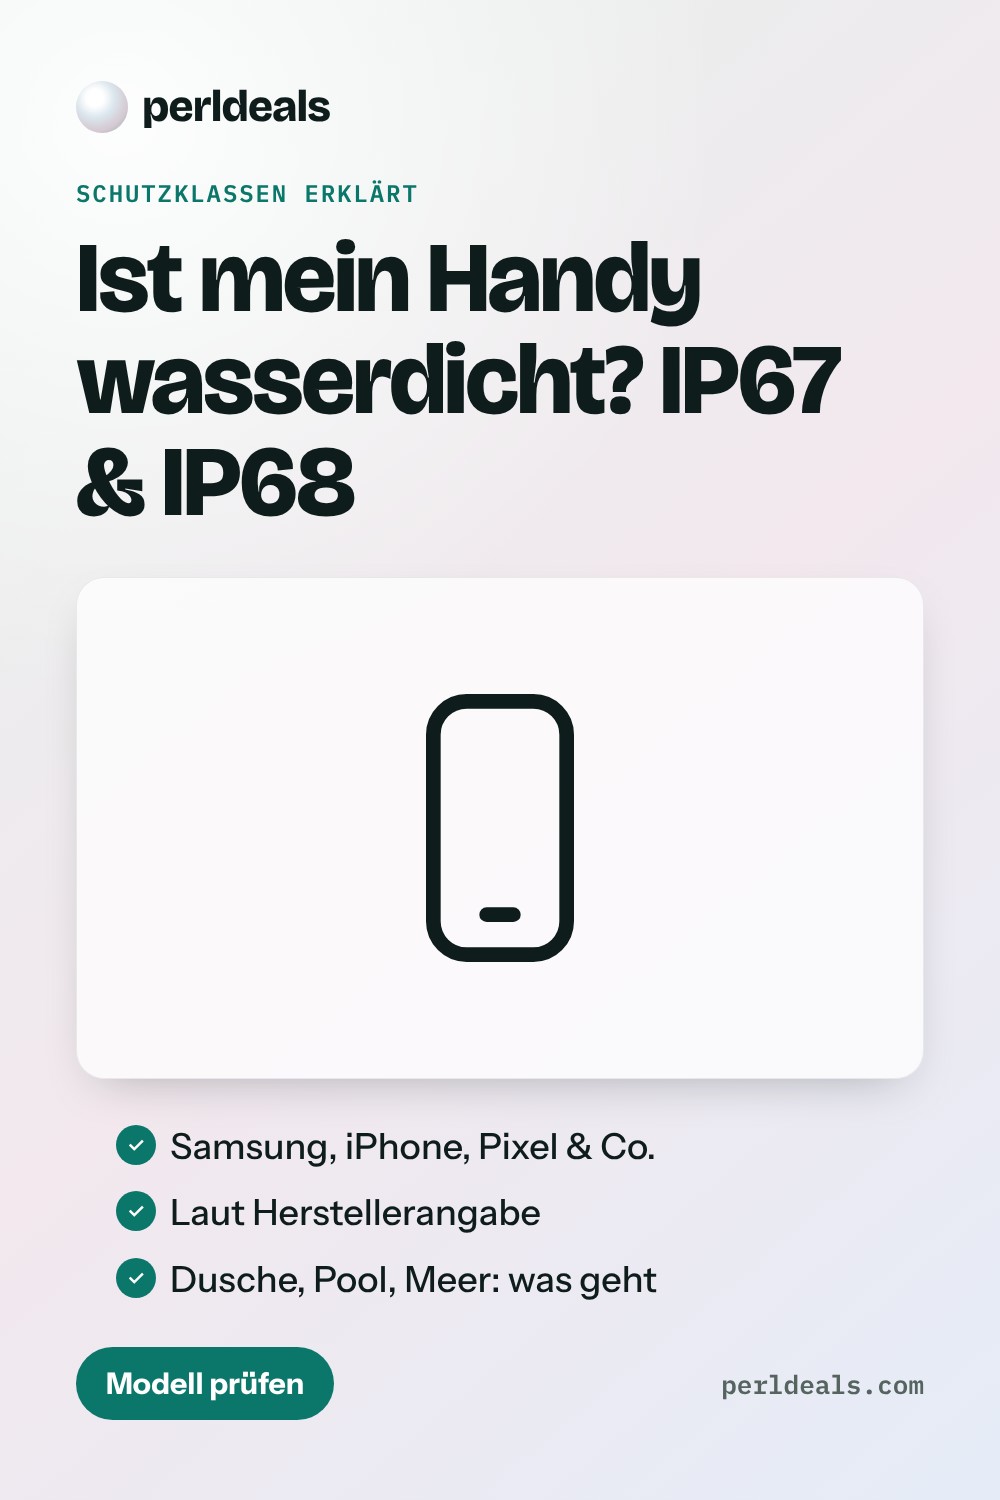 perldeals
SCHUTZKLASSEN ERKLÄRT
Ist mein Handy
wasserdicht? IP67
& IP68
Samsung, iPhone, Pixel & Co.
Laut Herstellerangabe
Dusche, Pool, Meer: was geht
Modell prüfen
perldeals.com